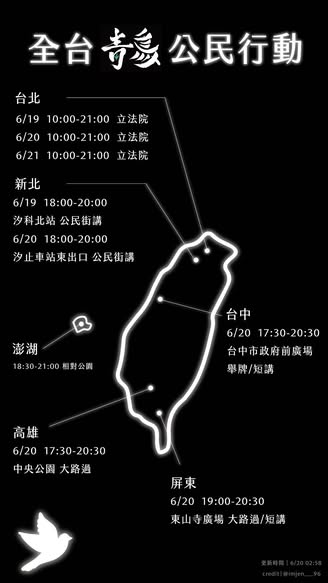 全台青鳥公民行動
台北
6/19 10:00-21:00 立法院
6/20 10:00-21:00 立法院
6/21 10:00-21:00 立法院
新北
6/19 18:00-20:00
汐科北站 公民街講
6/20 18:00-20:00
汐止車站東出口 公民街講
台中
6/20 17:30-20:30
台中市政府前廣場
舉牌/短講
澎湖
18:30-21:00 相對公園
高雄
6/20 17:30-20:30
中央公園 大路過
屏東
6/20 19:00-20:30
東山寺廣場 大路過/短講
更新時間｜6/20 02:58
credit|@imjen__.96